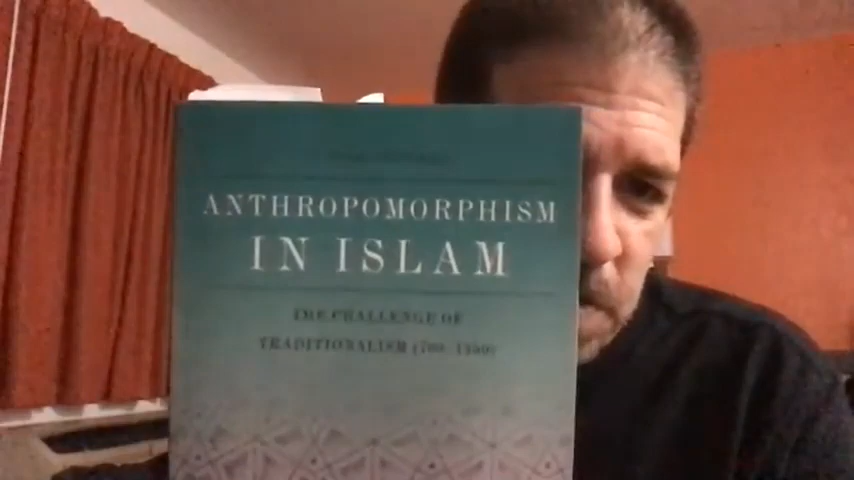 ANTHROPOMORPHISM
IN ISLAM
THE CHALLENGE OF
TRADITIONALISM (700–1350)